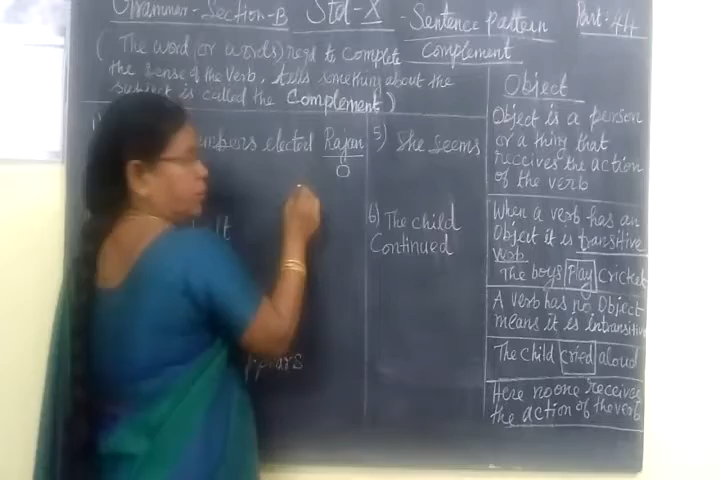 Grammar - Section - B Std - X - Sentence pattern Part: 44
Complement
(The word (or words) reqd to complete
the sense of the verb, tells something about the
subject is called the Complement)
elected Rajan
O
It
5) She seems
6) The child
Continued
Object
Object is a person
or a thing that
receives the action
of the verb
When a verb has an
Object it is transitive
verb
The boys Play Cricket
A verb has no Object
means it is intransitive
The child cried aloud
Here no one receives
the action of the verb